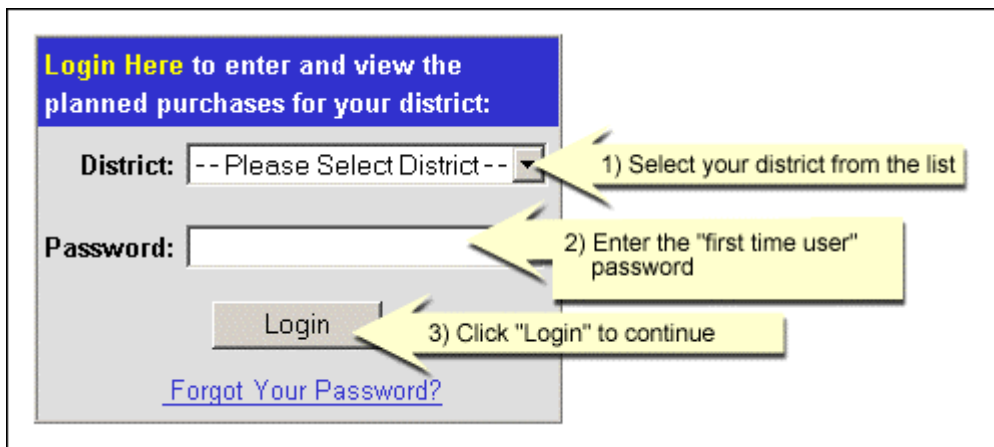 Login Here to enter and view the
planned purchases for your district:
District: -- Please Select District --
1) Select your district from the list
Password:
2) Enter the "first time user"
password
Login
3) Click "Login" to continue
Forgot Your Password?